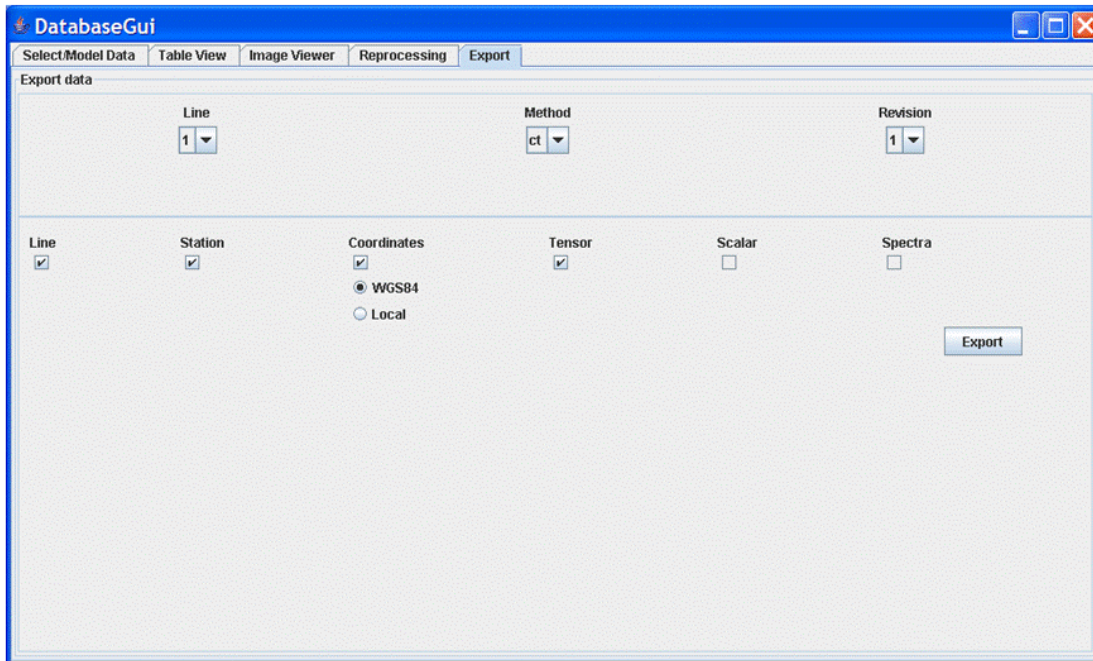 DatabaseGui
Select/Model Data Table View Image Viewer Reprocessing Export
Export data
Line Method Revision
1 ct 1
Line Station Coordinates Tensor Scalar Spectra
WGS84
Local
Export